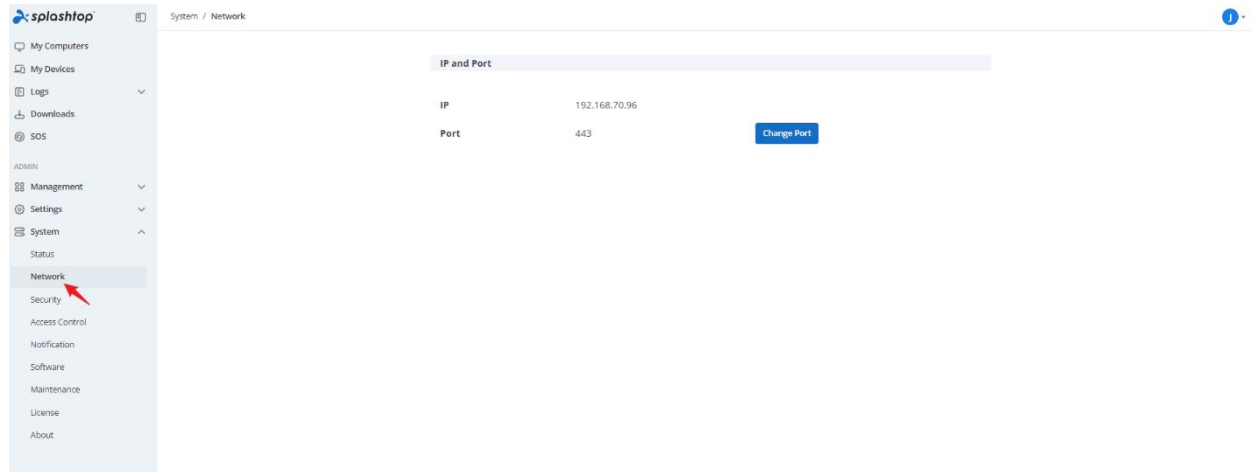 splashtop
System / Network
J
My Computers
My Devices
Logs
Downloads
SOS
ADMIN
Management
Settings
System
Status
Network
Security
Access Control
Notification
Software
Maintenance
License
About
IP and Port
IP 192.168.70.96
Port 443 Change Port